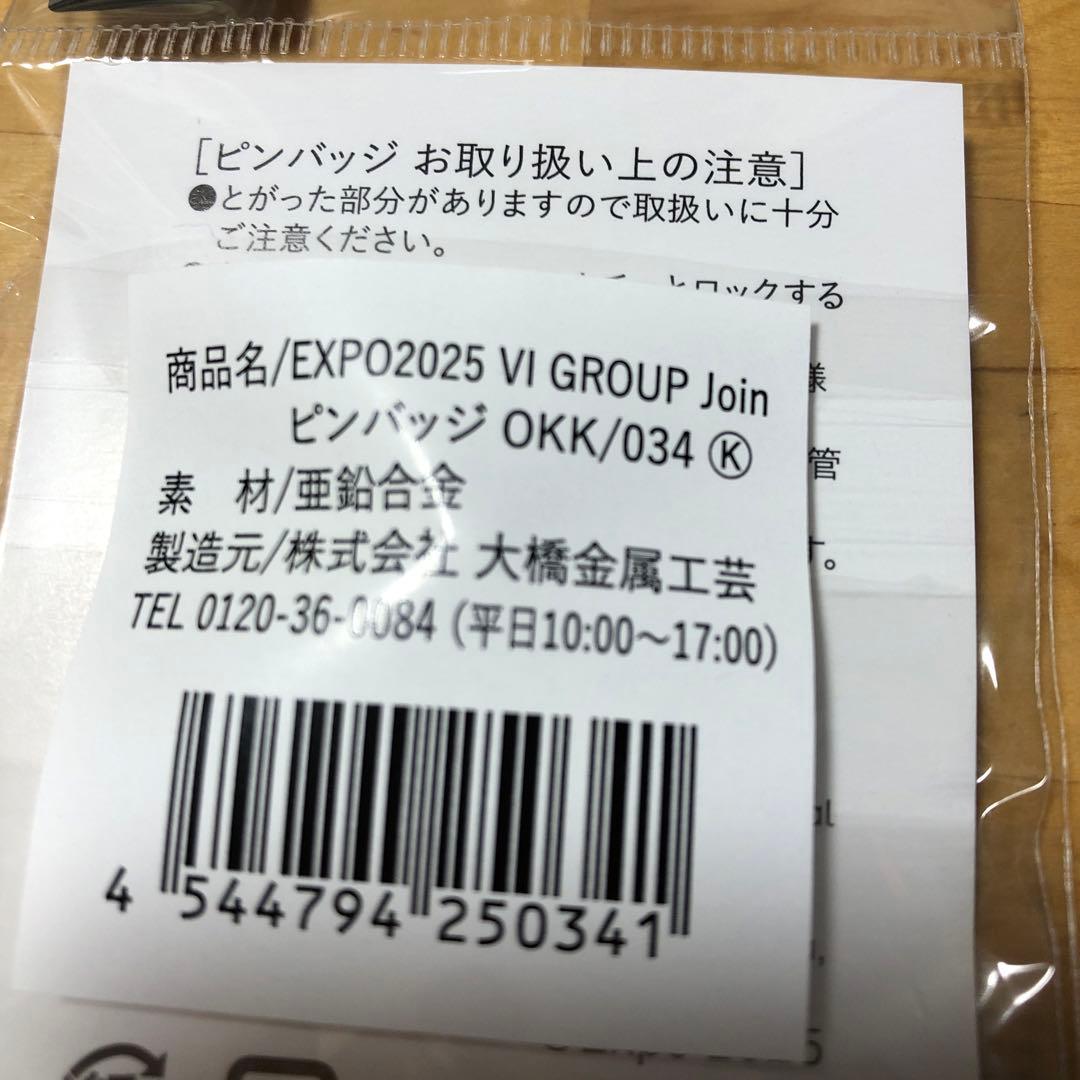 [ピンバッジ お取り扱い上の注意]
●とがった部分がありますので取扱いに十分
ご注意ください。
とロックする
様
商品名/EXPO2025 VI GROUP Join
ピンバッジ OKK/034 Ⓚ
管
素　材/亜鉛合金
製造元/株式会社 大橋金属工芸
す。
TEL 0120-36-0084 (平日10:00～17:00)
4 544794 250341